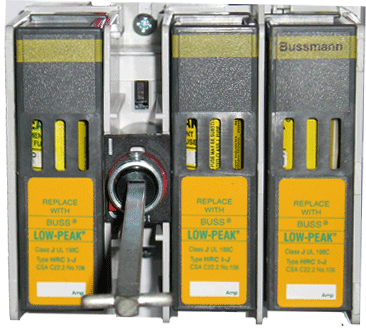 Bussmann
REPLACE
WITH
BUSS®
LOW-PEAK®
Class J UL 198C
Type HRC I-J
CSA C22.2 No.106
Amp
REPLACE
WITH
BUSS®
LOW-PEAK®
Class J UL 198C
Type HRC I-J
CSA C22.2 No.106
Amp
REPLACE
WITH
BUSS®
LOW-PEAK®
Class J UL 198C
Type HRC I-J
CSA C22.2 No.106
Amp